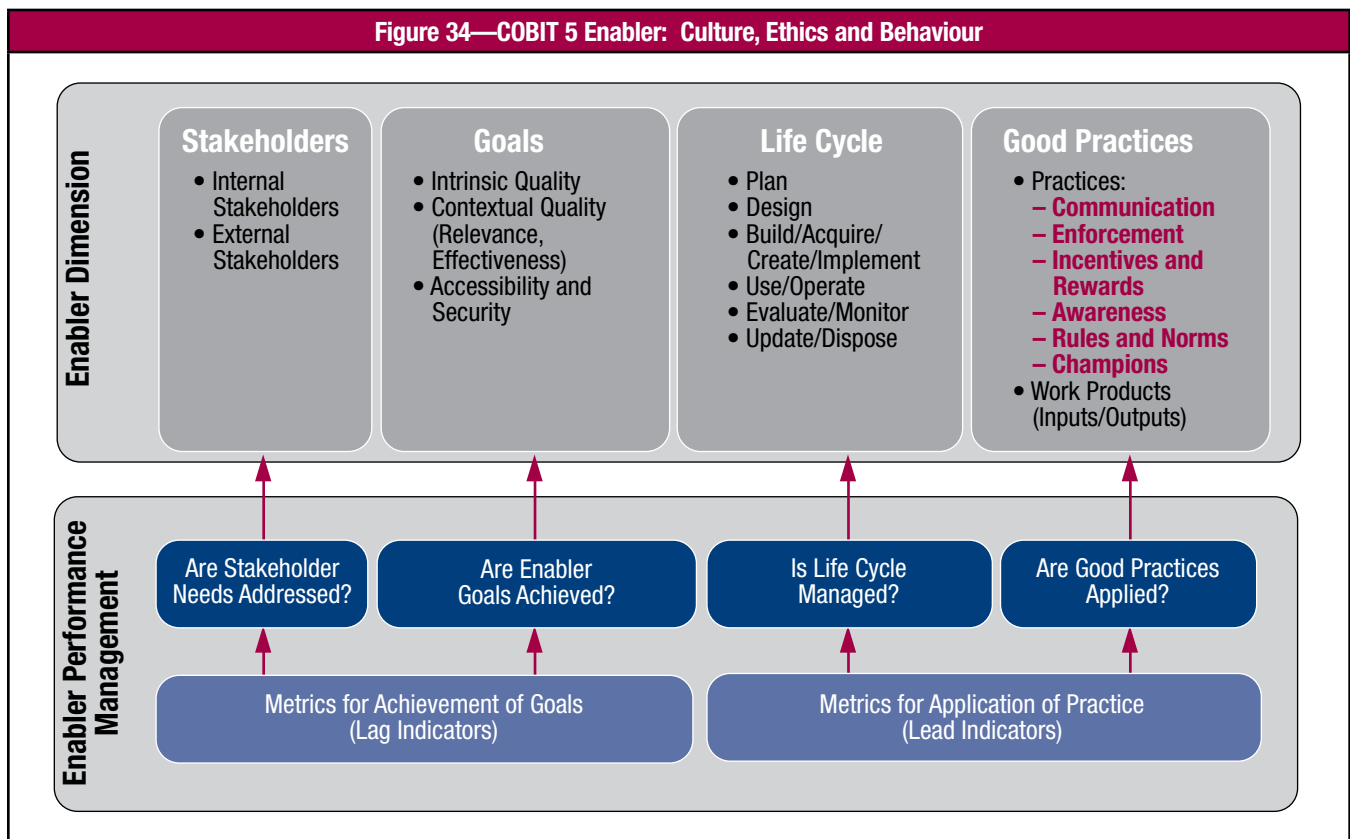 Figure 34—COBIT 5 Enabler: Culture, Ethics and Behaviour
Enabler Dimension
Stakeholders
• Internal
Stakeholders
• External
Stakeholders
Goals
• Intrinsic Quality
• Contextual Quality
(Relevance,
Effectiveness)
• Accessibility and
Security
Life Cycle
• Plan
• Design
• Build/Acquire/
Create/Implement
• Use/Operate
• Evaluate/Monitor
• Update/Dispose
Good Practices
• Practices:
– Communication
– Enforcement
– Incentives and
Rewards
– Awareness
– Rules and Norms
– Champions
• Work Products
(Inputs/Outputs)
Enabler Performance
Management
Are Stakeholder
Needs Addressed?
Are Enabler
Goals Achieved?
Is Life Cycle
Managed?
Are Good Practices
Applied?
Metrics for Achievement of Goals
(Lag Indicators)
Metrics for Application of Practice
(Lead Indicators)